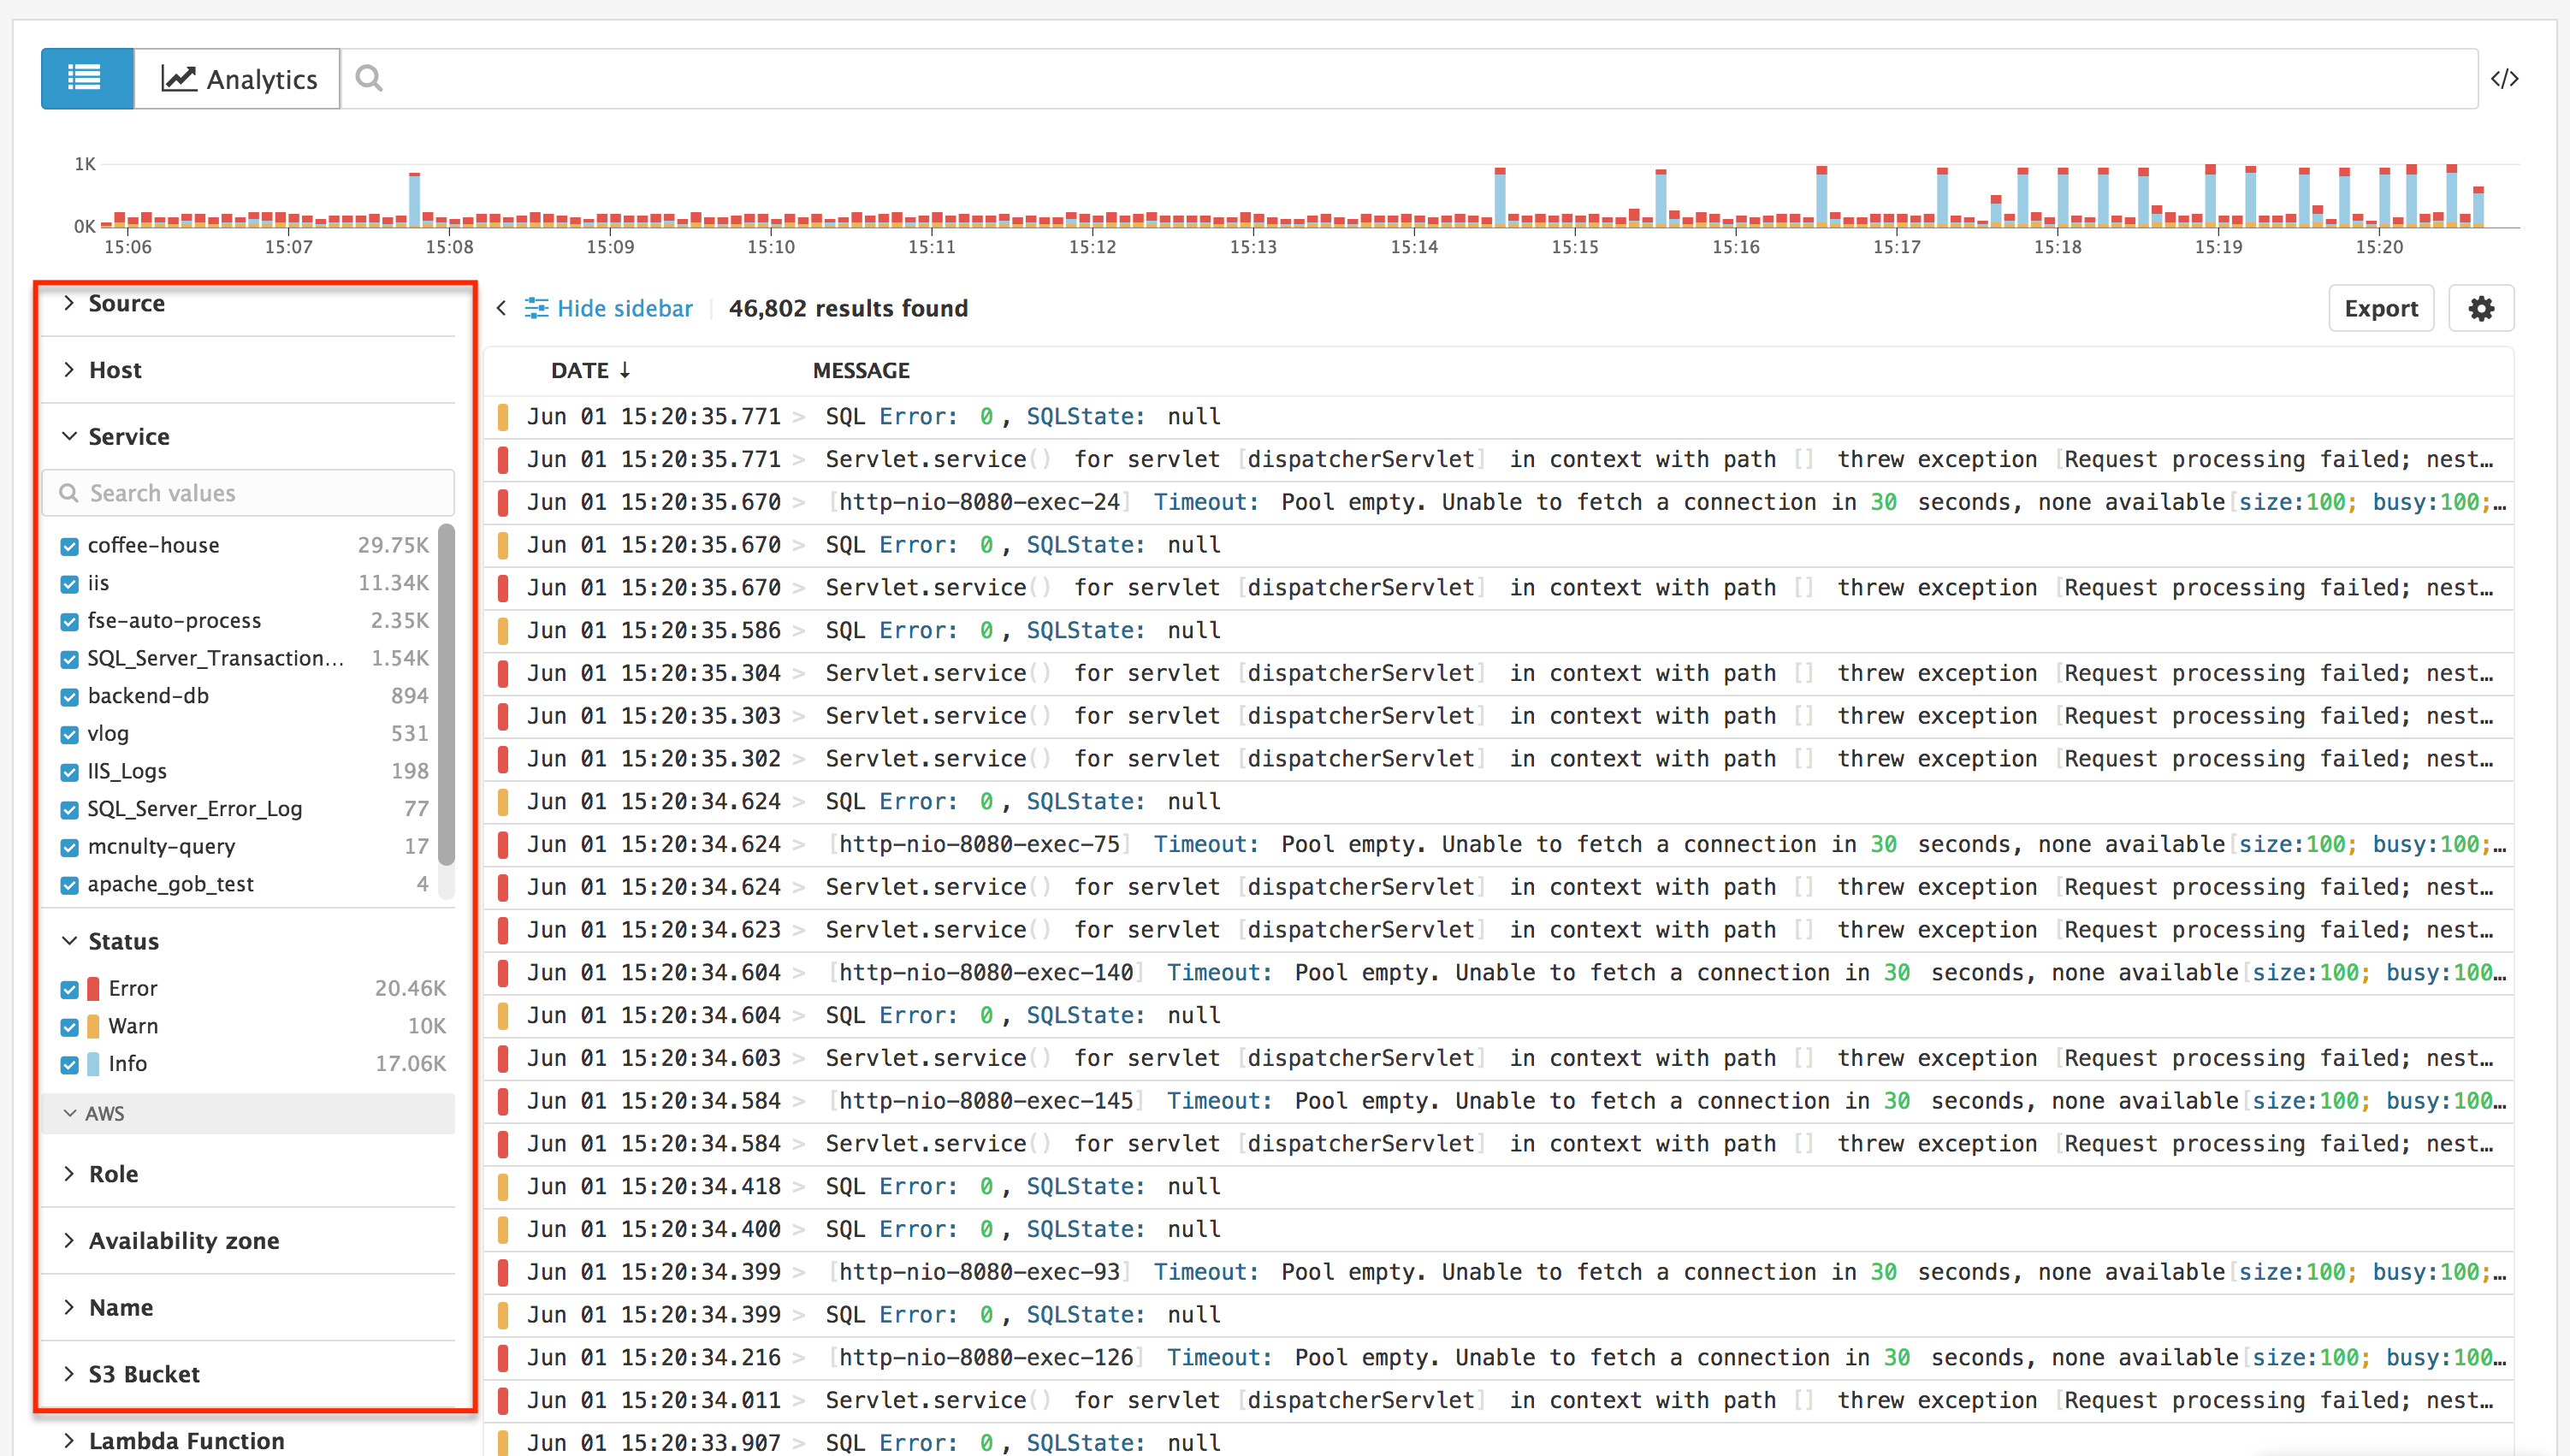 Analytics
</>
1K
0K
15:06 15:07 15:08 15:09 15:10 15:11 15:12 15:13 15:14 15:15 15:16 15:17 15:18 15:19 15:20
Source
Host
Service
Search values
coffee-house 29.75K
iis 11.34K
fse-auto-process 2.35K
SQL_Server_Transaction... 1.54K
backend-db 894
vlog 531
IIS_Logs 198
SQL_Server_Error_Log 77
mcnulty-query 17
apache_gob_test 4
Status
Error 20.46K
Warn 10K
Info 17.06K
AWS
Role
Availability zone
Name
S3 Bucket
Lambda Function
Hide sidebar 46,802 results found Export
DATE ↓ MESSAGE
Jun 01 15:20:35.771 > SQL Error: 0, SQLState: null
Jun 01 15:20:35.771 > Servlet.service() for servlet [dispatcherServlet] in context with path [] threw exception [Request processing failed; nest…
Jun 01 15:20:35.670 > [http-nio-8080-exec-24] Timeout: Pool empty. Unable to fetch a connection in 30 seconds, none available[size:100; busy:100;…
Jun 01 15:20:35.670 > SQL Error: 0, SQLState: null
Jun 01 15:20:35.670 > Servlet.service() for servlet [dispatcherServlet] in context with path [] threw exception [Request processing failed; nest…
Jun 01 15:20:35.586 > SQL Error: 0, SQLState: null
Jun 01 15:20:35.304 > Servlet.service() for servlet [dispatcherServlet] in context with path [] threw exception [Request processing failed; nest…
Jun 01 15:20:35.303 > Servlet.service() for servlet [dispatcherServlet] in context with path [] threw exception [Request processing failed; nest…
Jun 01 15:20:35.302 > Servlet.service() for servlet [dispatcherServlet] in context with path [] threw exception [Request processing failed; nest…
Jun 01 15:20:34.624 > SQL Error: 0, SQLState: null
Jun 01 15:20:34.624 > [http-nio-8080-exec-75] Timeout: Pool empty. Unable to fetch a connection in 30 seconds, none available[size:100; busy:100;…
Jun 01 15:20:34.624 > Servlet.service() for servlet [dispatcherServlet] in context with path [] threw exception [Request processing failed; nest…
Jun 01 15:20:34.623 > Servlet.service() for servlet [dispatcherServlet] in context with path [] threw exception [Request processing failed; nest…
Jun 01 15:20:34.604 > [http-nio-8080-exec-140] Timeout: Pool empty. Unable to fetch a connection in 30 seconds, none available[size:100; busy:100…
Jun 01 15:20:34.604 > SQL Error: 0, SQLState: null
Jun 01 15:20:34.603 > Servlet.service() for servlet [dispatcherServlet] in context with path [] threw exception [Request processing failed; nest…
Jun 01 15:20:34.584 > [http-nio-8080-exec-145] Timeout: Pool empty. Unable to fetch a connection in 30 seconds, none available[size:100; busy:100…
Jun 01 15:20:34.584 > Servlet.service() for servlet [dispatcherServlet] in context with path [] threw exception [Request processing failed; nest…
Jun 01 15:20:34.418 > SQL Error: 0, SQLState: null
Jun 01 15:20:34.400 > SQL Error: 0, SQLState: null
Jun 01 15:20:34.399 > [http-nio-8080-exec-93] Timeout: Pool empty. Unable to fetch a connection in 30 seconds, none available[size:100; busy:100;…
Jun 01 15:20:34.399 > SQL Error: 0, SQLState: null
Jun 01 15:20:34.216 > [http-nio-8080-exec-126] Timeout: Pool empty. Unable to fetch a connection in 30 seconds, none available[size:100; busy:100…
Jun 01 15:20:34.011 > Servlet.service() for servlet [dispatcherServlet] in context with path [] threw exception [Request processing failed; nest…
Jun 01 15:20:33.907 > SQL Error: 0, SQLState: null